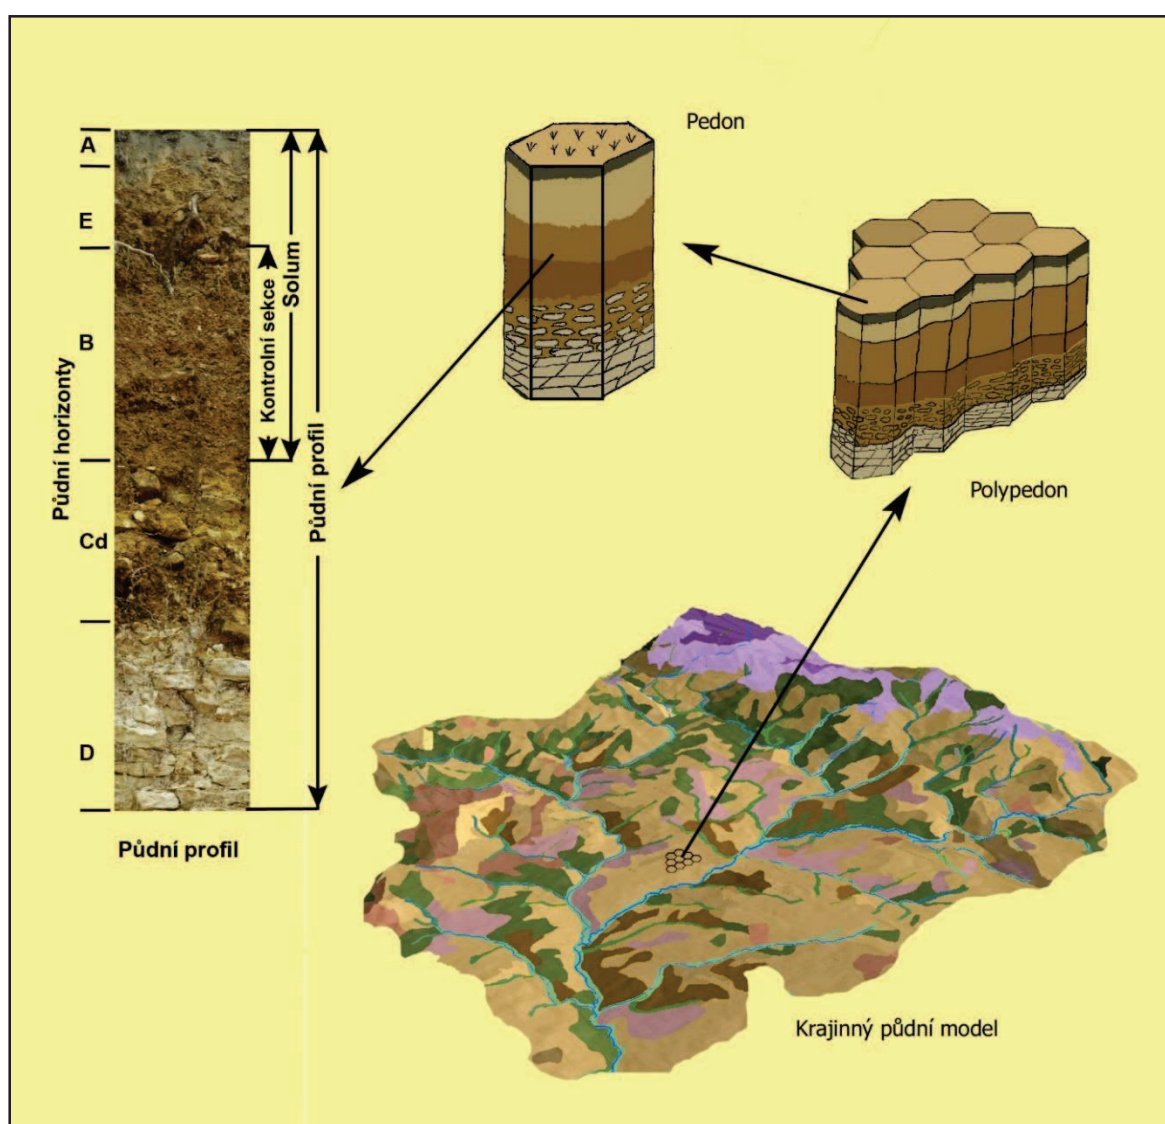 Pedon
A
E
B
Cd
D
Půdní horizonty
Kontrolní sekce
Solum
Půdní profil
Polypedon
Půdní profil
Krajinný půdní model